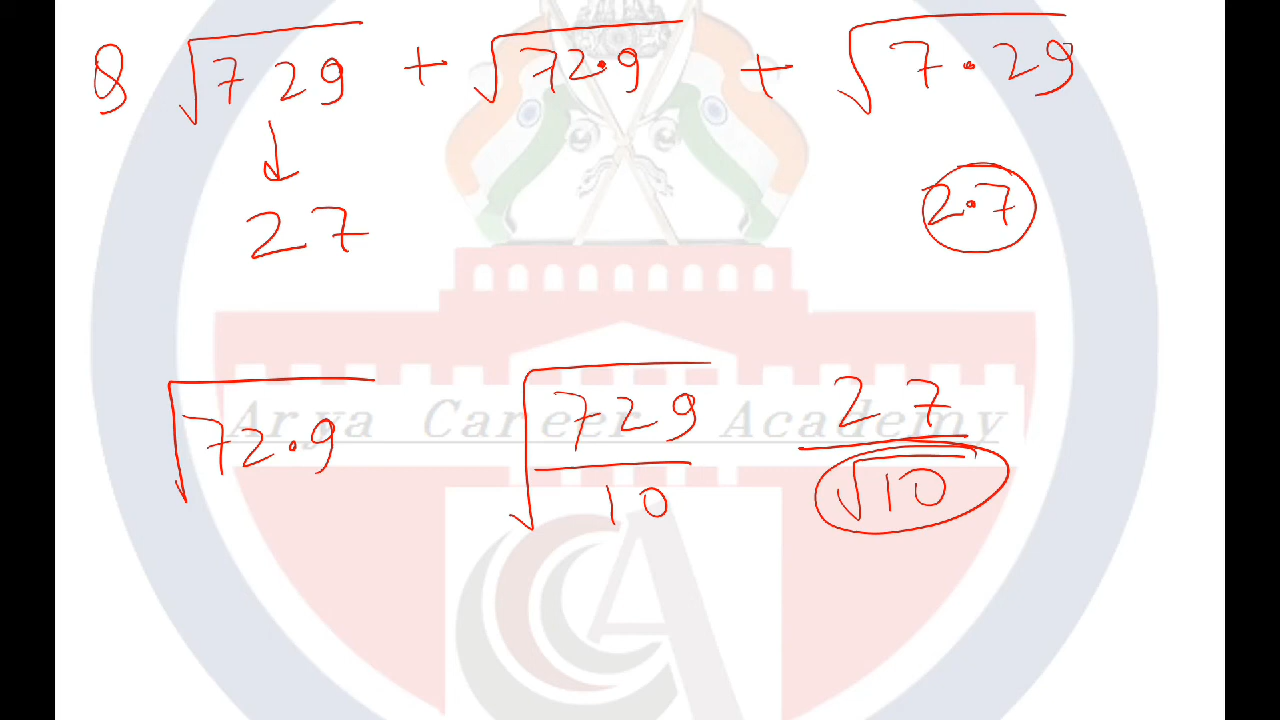 Q √729 + √72.9 + √7.29
↓
27 2.7
√72.9 √(729/10) 27/√10
Arya Career Academy